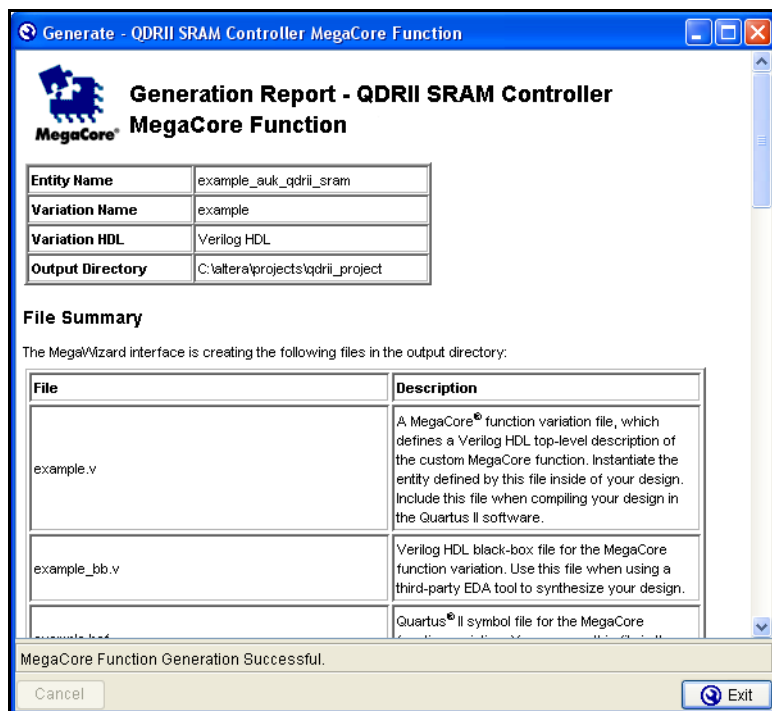 Generate - QDRII SRAM Controller MegaCore Function
Generation Report - QDRII SRAM Controller
MegaCore Function
MegaCore®
Entity Name example_auk_qdrii_sram
Variation Name example
Variation HDL Verilog HDL
Output Directory C:\altera\projects\qdrii_project
File Summary
The MegaWizard interface is creating the following files in the output directory:
File Description
example.v
A MegaCore® function variation file, which
defines a Verilog HDL top-level description of
the custom MegaCore function. Instantiate the
entity defined by this file inside of your design.
Include this file when compiling your design in
the Quartus II software.
example_bb.v
Verilog HDL black-box file for the MegaCore
function variation. Use this file when using a
third-party EDA tool to synthesize your design.
Quartus® II symbol file for the MegaCore
MegaCore Function Generation Successful.
Cancel
Exit